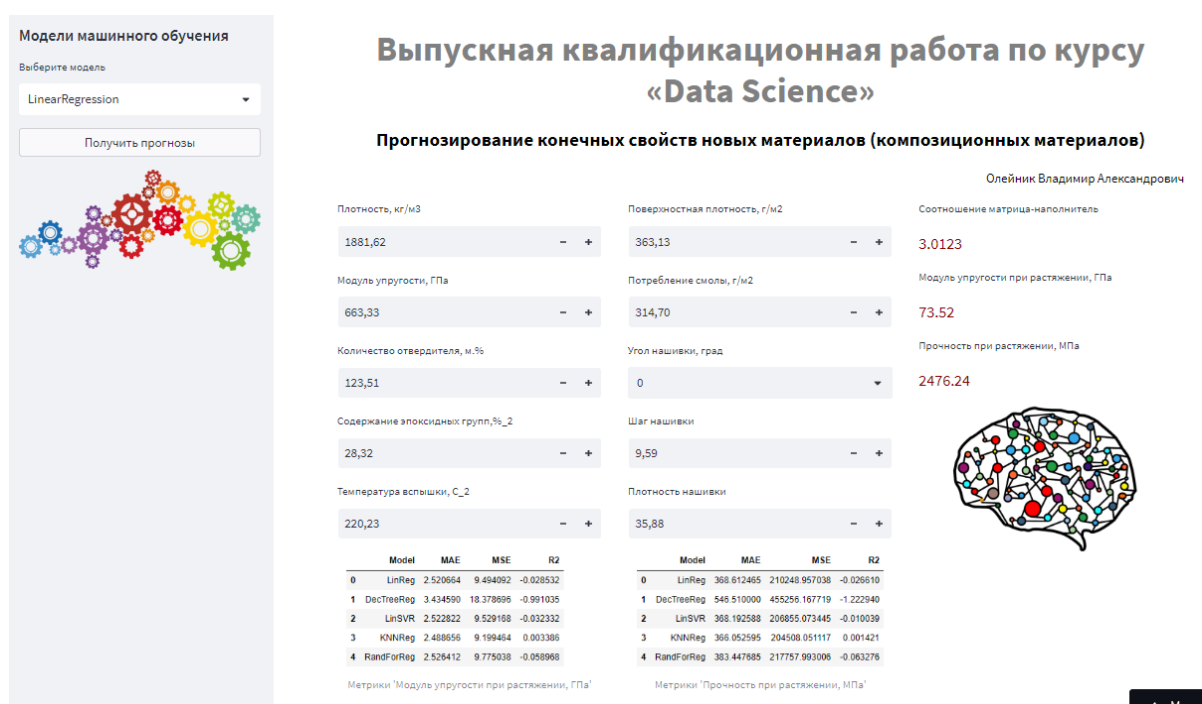 Модели машинного обучения
Выберите модель
LinearRegression
Получить прогнозы
Выпускная квалификационная работа по курсу
«Data Science»
Прогнозирование конечных свойств новых материалов (композиционных материалов)
Олейник Владимир Александрович
Плотность, кг/м3
1881,62 − +
Модуль упругости, ГПа
663,33 − +
Количество отвердителя, м.%
123,51 − +
Содержание эпоксидных групп,%_2
28,32 − +
Температура вспышки, С_2
220,23 − +
Поверхностная плотность, г/м2
363,13 − +
Потребление смолы, г/м2
314,70 − +
Угол нашивки, град
0
Шаг нашивки
9,59 − +
Плотность нашивки
35,88 − +
Соотношение матрица-наполнитель
3.0123
Модуль упругости при растяжении, ГПа
73.52
Прочность при растяжении, МПа
2476.24
Model MAE MSE R2
0 LinReg 2.520664 9.494092 -0.028532
1 DecTreeReg 3.434590 18.378696 -0.991035
2 LinSVR 2.522822 9.529168 -0.032332
3 KNNReg 2.488656 9.199464 0.003386
4 RandForReg 2.526412 9.775038 -0.058968
Метрики 'Модуль упругости при растяжении, ГПа'
Model MAE MSE R2
0 LinReg 368.612465 210248.957038 -0.026610
1 DecTreeReg 546.510000 455256.167719 -1.222940
2 LinSVR 368.192588 206855.073445 -0.010039
3 KNNReg 366.052595 204508.051117 0.001421
4 RandForReg 383.447685 217757.993006 -0.063276
Метрики 'Прочность при растяжении, МПа'